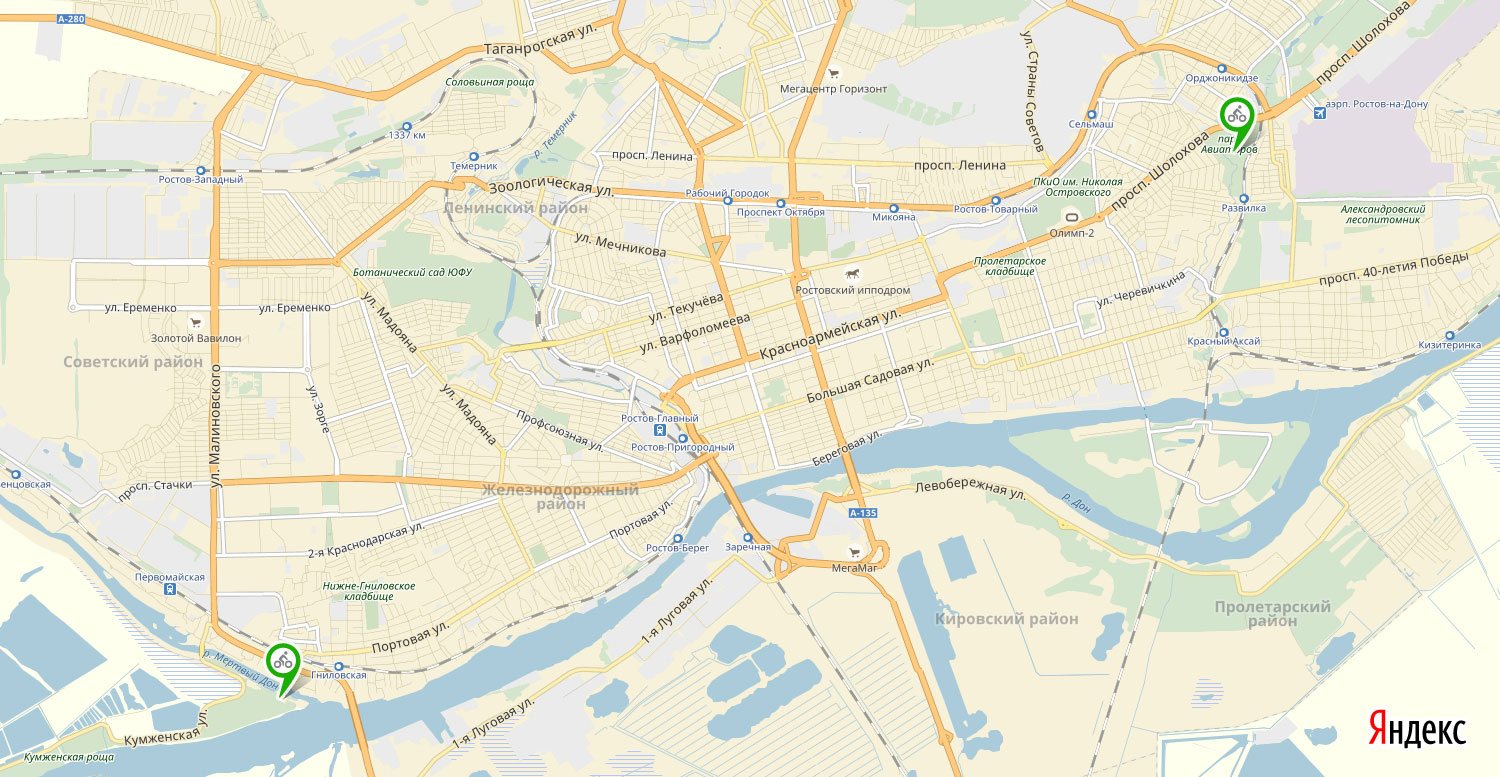 А-280
Таганрогская ул.
Соловьиная роща
просп. Шолохова
ул. Страны Советов
Орджоникидзе
Мегацентр Горизонт
аэрп. Ростов-на-Дону
1337 км
р. Темерник
Сельмаш
просп. Шолохова
Темерник
просп. Ленина
просп. Ленина
Ростов-Западный
Зоологическая ул.
Рабочий Городок
ПКиО им. Николая
Островского
Ленинский район
Проспект Октября
Микояна
Ростов-Товарный
Развилка
Александровский
лесопитомник
Олимп-2
ул. Мечникова
Ботанический сад ЮФУ
Пролетарское
кладбище
просп. 40-летия Победы
Ростовский ипподром
ул. Черевичкина
ул. Еременко
ул. Еременко
ул. Мадояна
ул. Текучёва
ул. Варфоломеева
Красноармейская ул.
Золотой Вавилон
Красный Аксай
Кизитеринка
Советский район
ул. Малиновского
ул. Зорге
ул. Мадояна
Большая Садовая ул.
Профсоюзная ул.
Ростов-Главный
Ростов-Пригородный
Береговая ул.
просп. Стачки
Железнодорожный
район
Левобережная ул.
р. Дон
А-135
Портовая ул.
2-я Краснодарская ул.
Ростов-Берег
Заречная
МегаМаг
Первомайская
Нижне-Гниловское
кладбище
1-я Луговая ул.
Кировский район
Пролетарский
район
Портовая ул.
р. Мертвый Дон
Гниловская
1-я Луговая ул.
Кумженская ул.
Кумженская роща
Яндекс